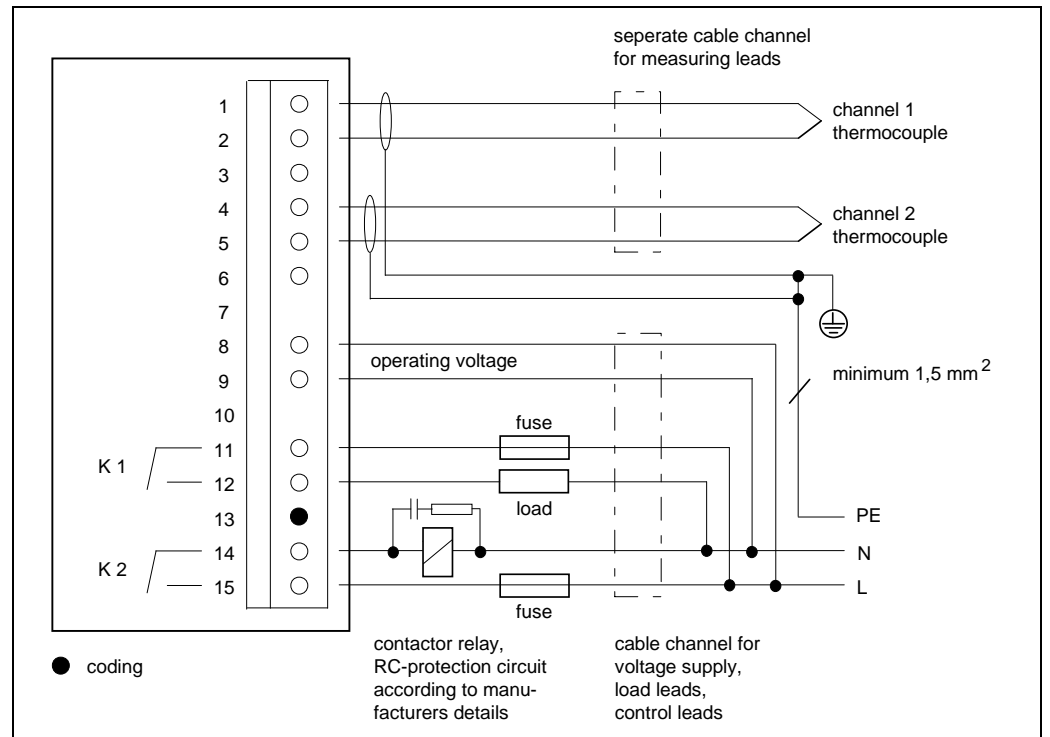 seperate cable channel
for measuring leads
1
channel 1
2
thermocouple
3
4
channel 2
5
thermocouple
6
7
8
operating voltage
9
minimum 1,5 mm2
10
fuse
K 1
11
12
load
13
PE
14
N
K 2
15
L
fuse
contactor relay,
RC-protection circuit
according to manu-
facturers details
cable channel for
voltage supply,
load leads,
control leads
coding